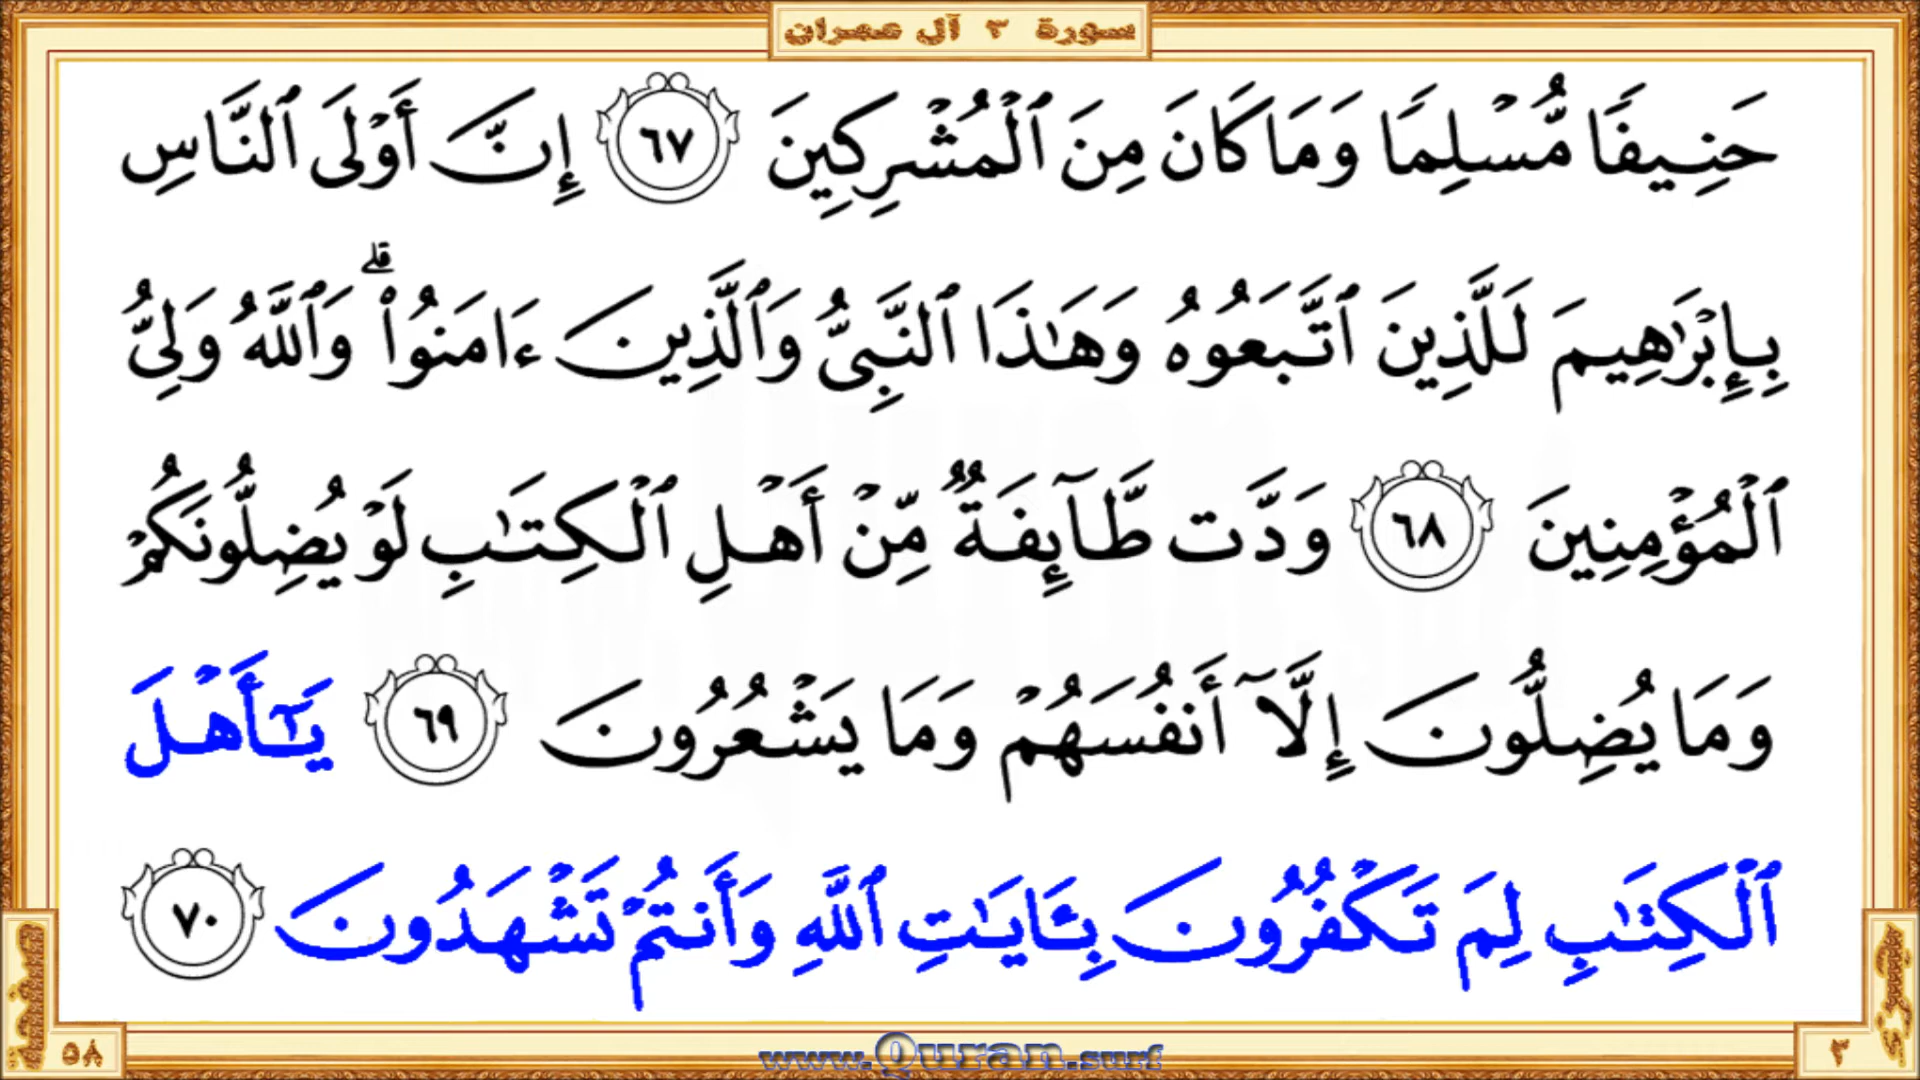 سورة ٣ آل عمران
حَنِيفًا مُّسۡلِمًا وَمَا كَانَ مِنَ ٱلۡمُشۡرِكِينَ ٦٧ إِنَّ أَوۡلَى ٱلنَّاسِ
بِإِبۡرَٰهِيمَ لَلَّذِينَ ٱتَّبَعُوهُ وَهَٰذَا ٱلنَّبِيُّ وَٱلَّذِينَ ءَامَنُواْۗ وَٱللَّهُ وَلِيُّ
ٱلۡمُؤۡمِنِينَ ٦٨ وَدَّت طَّآئِفَةٞ مِّنۡ أَهۡلِ ٱلۡكِتَٰبِ لَوۡ يُضِلُّونَكُمۡ
وَمَا يُضِلُّونَ إِلَّآ أَنفُسَهُمۡ وَمَا يَشۡعُرُونَ ٦٩ يَٰٓأَهۡلَ
ٱلۡكِتَٰبِ لِمَ تَكۡفُرُونَ بِـَٔايَٰتِ ٱللَّهِ وَأَنتُمۡ تَشۡهَدُونَ ٧٠
صفحة ٥٨
www.Quran.surf
٣